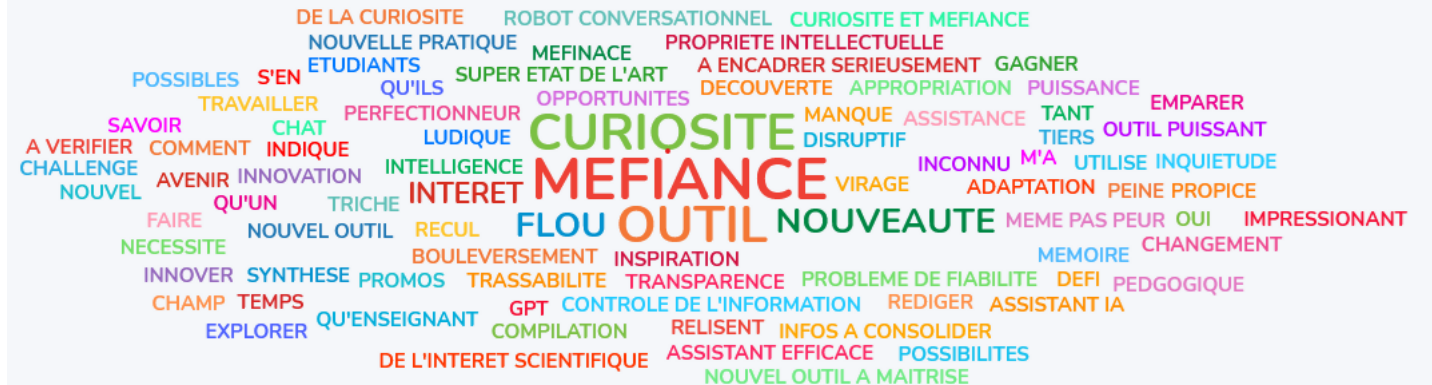 DE LA CURIOSITE ROBOT CONVERSATIONNEL CURIOSITE ET MEFIANCE
NOUVELLE PRATIQUE MEFINACE PROPRIETE INTELLECTUELLE
POSSIBLES S'EN ETUDIANTS SUPER ETAT DE L'ART A ENCADRER SERIEUSEMENT GAGNER
QU'ILS OPPORTUNITES DECOUVERTE APPROPRIATION PUISSANCE
TRAVAILLER PERFECTIONNEUR MANQUE ASSISTANCE TANT EMPARER
SAVOIR CHAT LUDIQUE CURIOSITE DISRUPTIF TIERS OUTIL PUISSANT
A VERIFIER COMMENT INDIQUE
CHALLENGE INTELLIGENCE INCONNU M'A UTILISE INQUIETUDE
NOUVEL AVENIR INNOVATION INTERET MEFIANCE VIRAGE ADAPTATION PEINE PROPICE
QU'UN TRICHE
FAIRE NOUVEL OUTIL RECUL FLOU OUTIL NOUVEAUTE MEME PAS PEUR OUI IMPRESSIONNANT
NECESSITE BOULEVERSEMENT INSPIRATION MEMOIRE CHANGEMENT
INNOVER SYNTHESE PROMOS TRASSABILITE TRANSPARENCE PROBLEME DE FIABILITE DEFI PEDGOGIQUE
CHAMP TEMPS GPT CONTROLE DE L'INFORMATION REDIGER ASSISTANT IA
EXPLORER QU'ENSEIGNANT COMPILATION RELISENT INFOS A CONSOLIDER
DE L'INTERET SCIENTIFIQUE ASSISTANT EFFICACE POSSIBILITES
NOUVEL OUTIL A MAITRISE